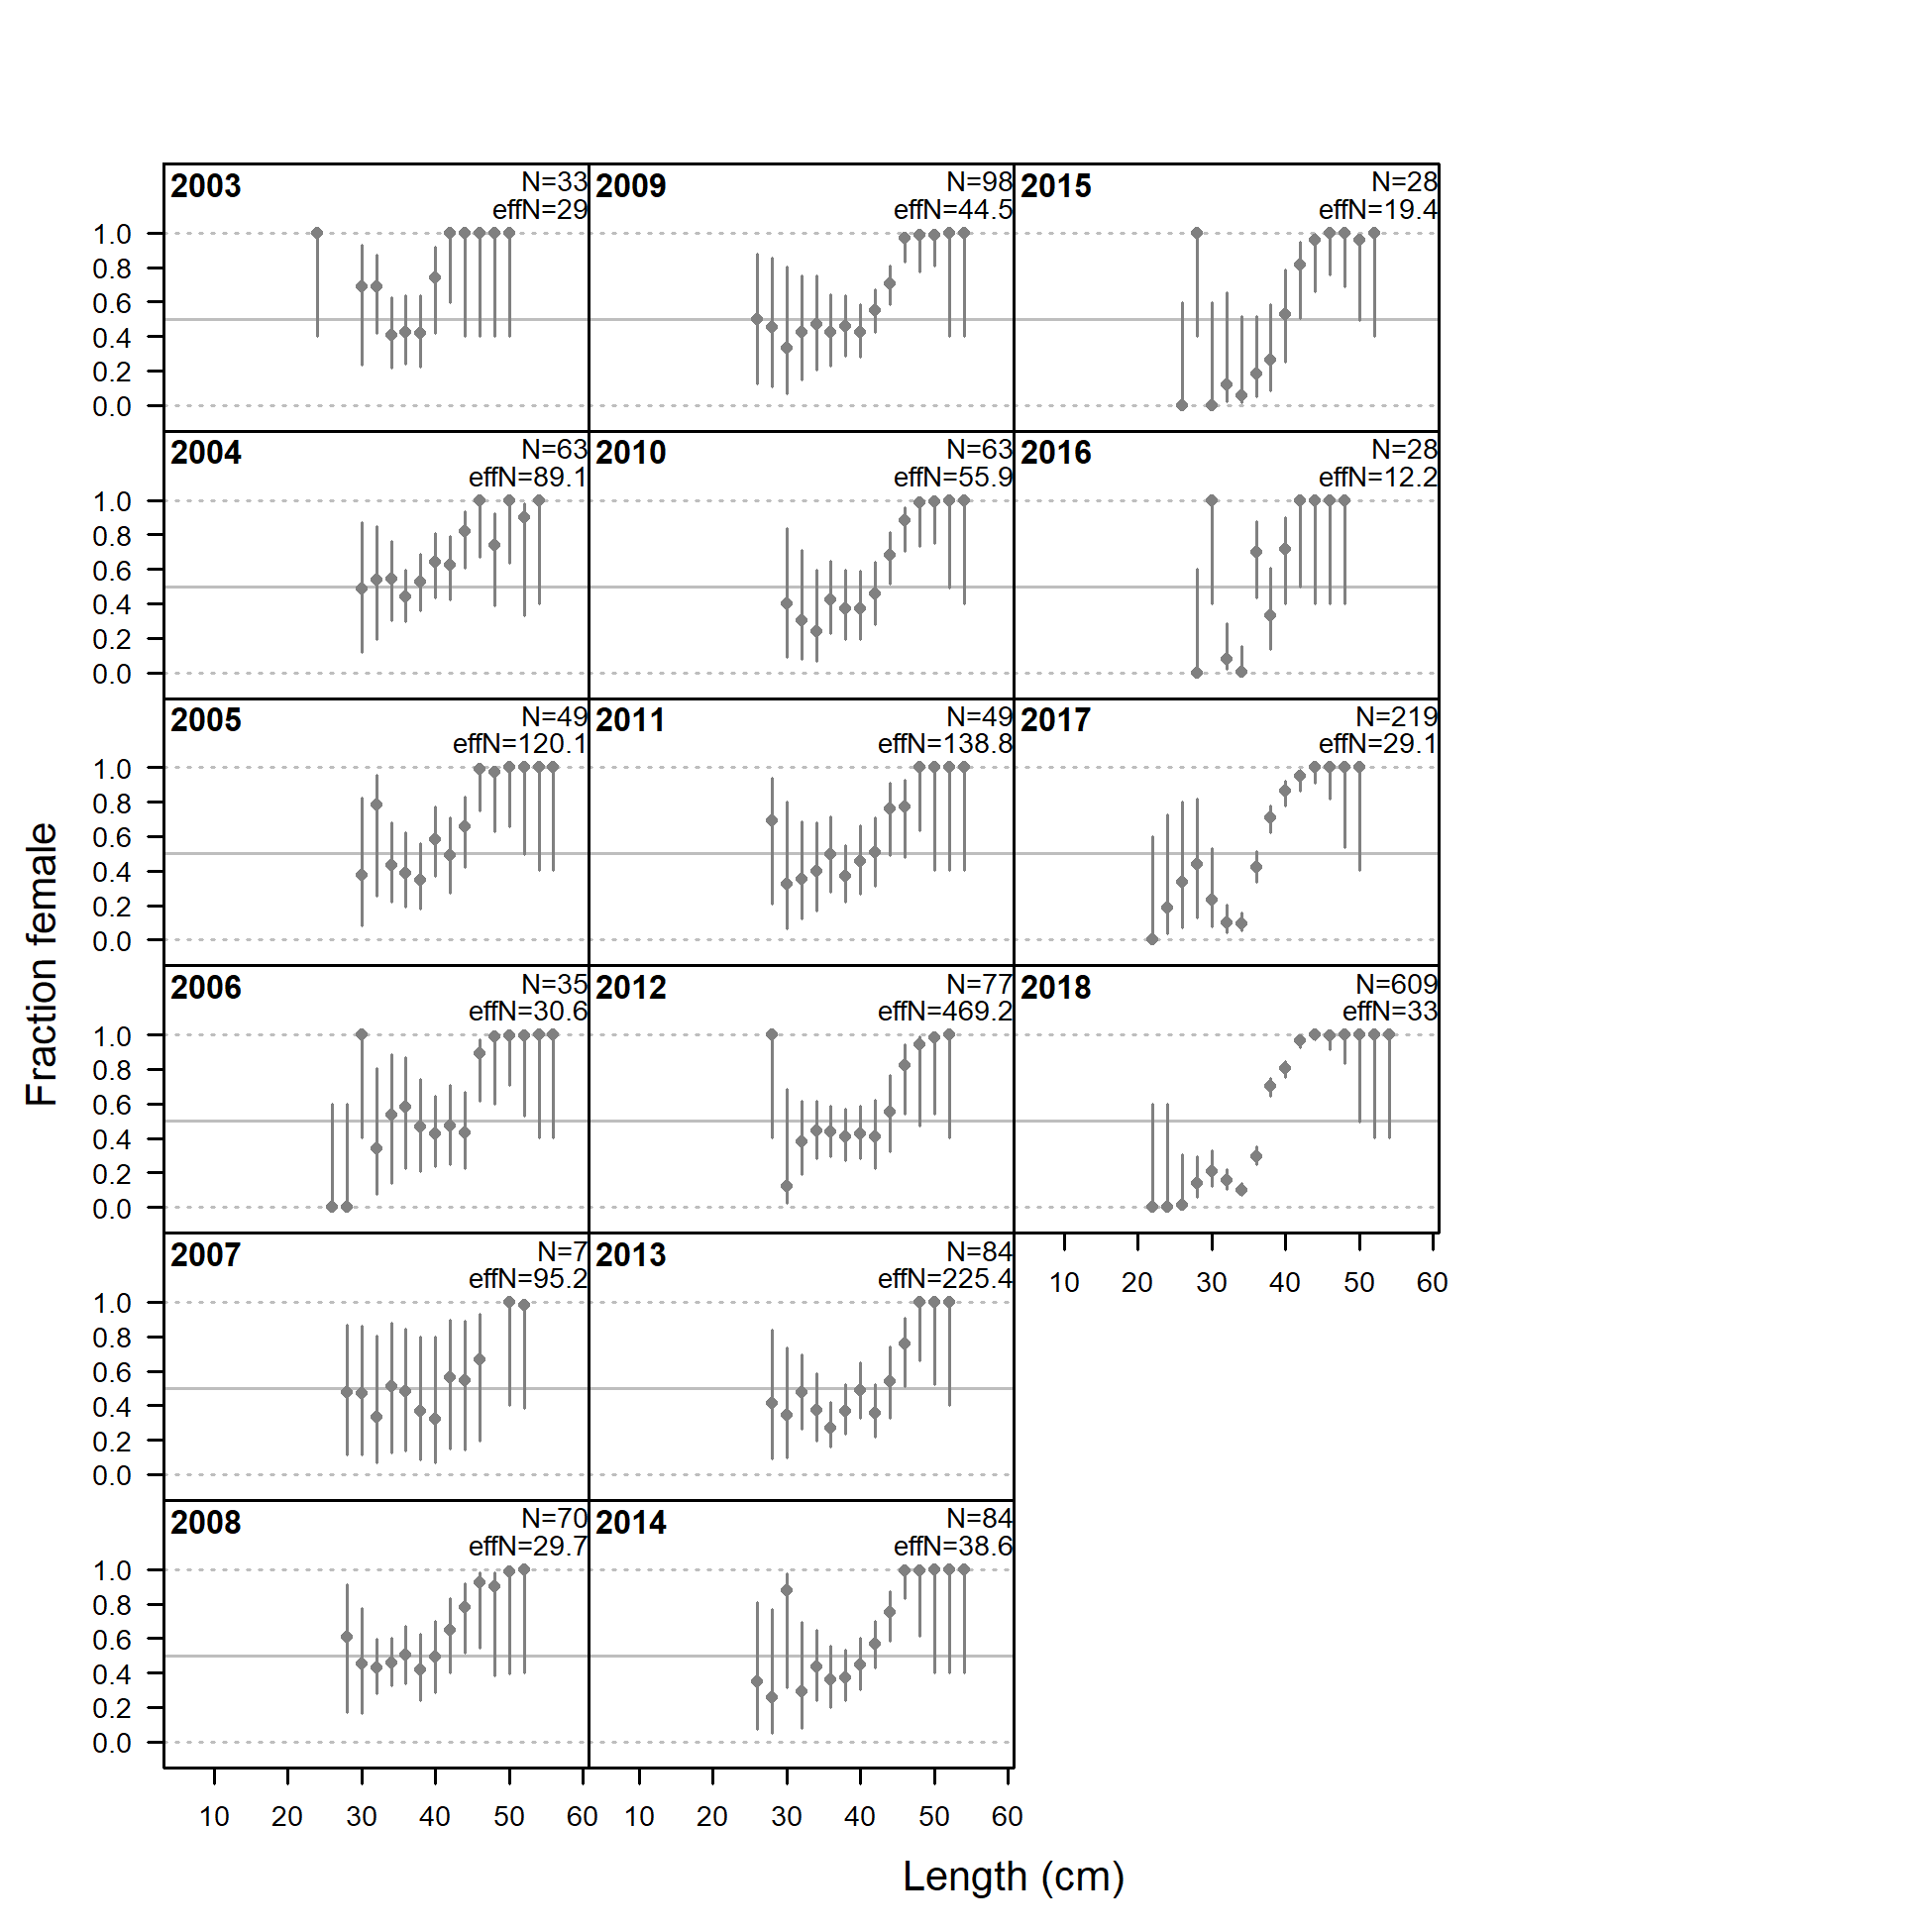 2003 N=33 2009 N=98 2015 N=28
effN=29 effN=44.5 effN=19.4
1.0
0.8
0.6
0.4
0.2
0.0
2004 N=63 2010 N=63 2016 N=28
effN=89.1 effN=55.9 effN=12.2
1.0
0.8
0.6
0.4
0.2
0.0
2005 N=49 2011 N=49 2017 N=219
effN=120.1 effN=138.8 effN=29.1
1.0
0.8
0.6
0.4
0.2
0.0
Fraction female
2006 N=35 2012 N=77 2018 N=609
effN=30.6 effN=469.2 effN=33
1.0
0.8
0.6
0.4
0.2
0.0
2007 N=7 2013 N=84
effN=95.2 effN=225.4
10 20 30 40 50 60
1.0
0.8
0.6
0.4
0.2
0.0
2008 N=70 2014 N=84
effN=29.7 effN=38.6
1.0
0.8
0.6
0.4
0.2
0.0
10 20 30 40 50 60 10 20 30 40 50 60
Length (cm)